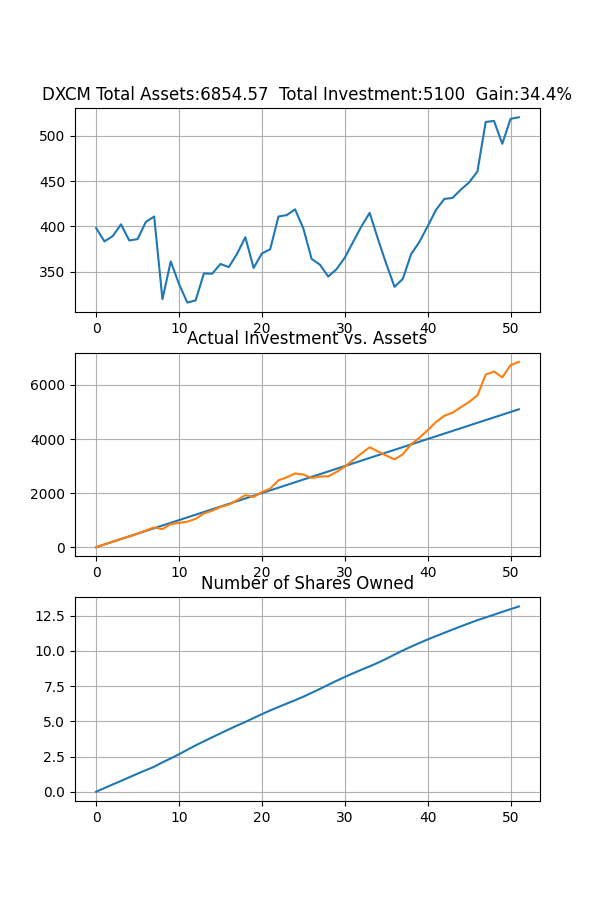 DXCM Total Assets:6854.57  Total Investment:5100  Gain:34.4%
500
450
400
350
0 10 20 30 40 50
Actual Investment vs. Assets
6000
4000
2000
0
0 10 20 30 40 50
Number of Shares Owned
12.5
10.0
7.5
5.0
2.5
0.0
0 10 20 30 40 50